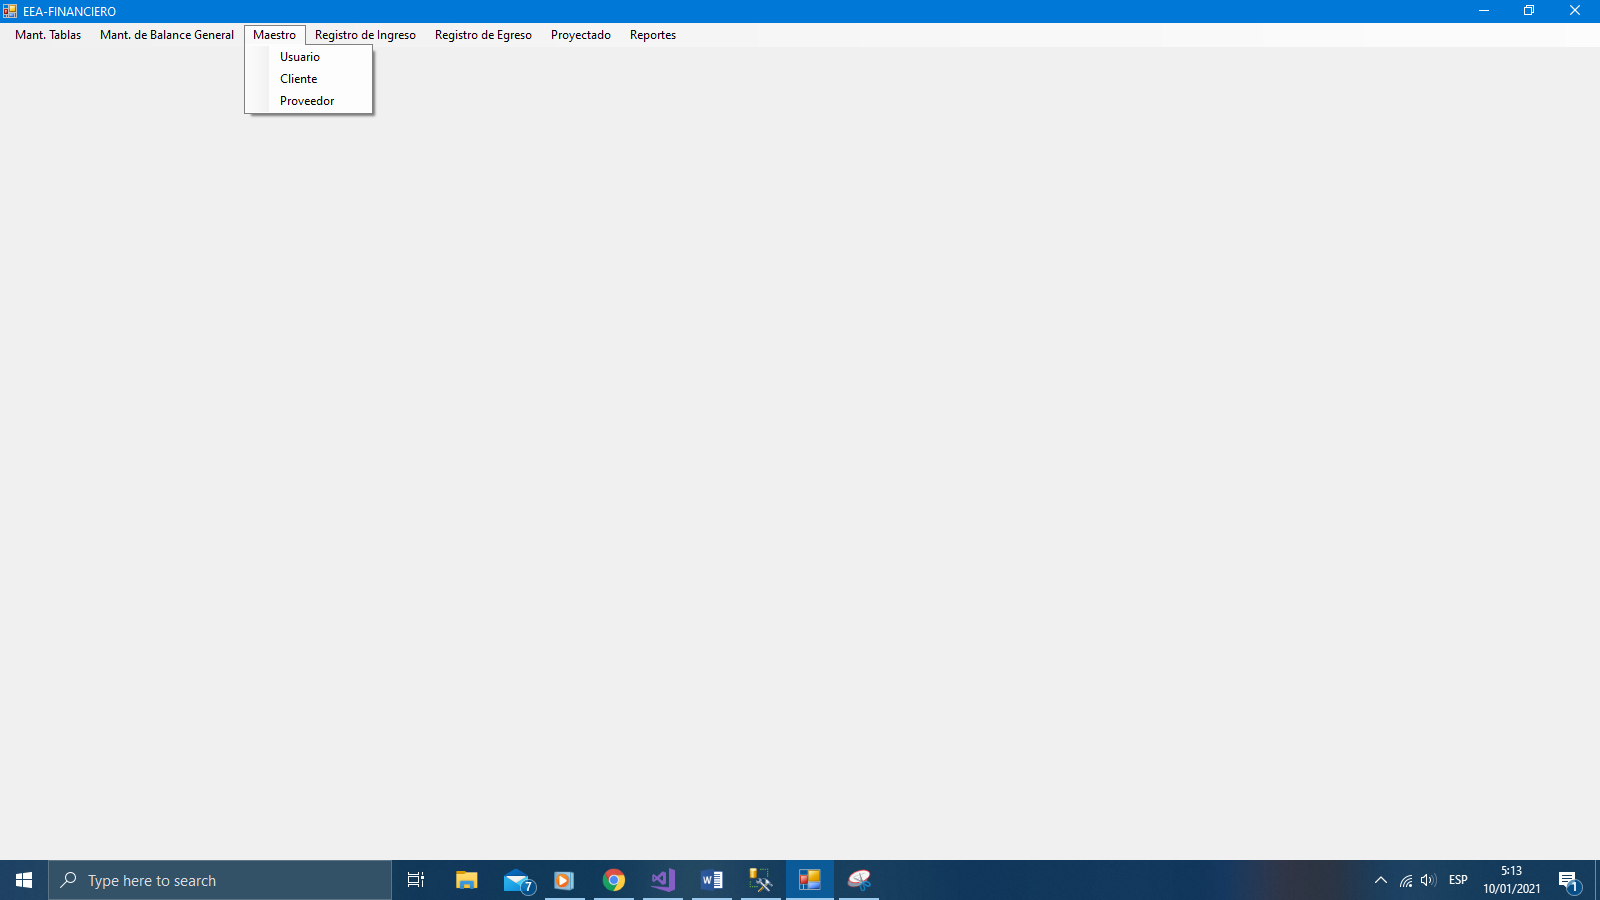 EEA-FINANCIERO
Mant. Tablas Mant. de Balance General Maestro Registro de Ingreso Registro de Egreso Proyectado Reportes
Usuario
Cliente
Proveedor
Type here to search
7
ESP
5:13
10/01/2021
1